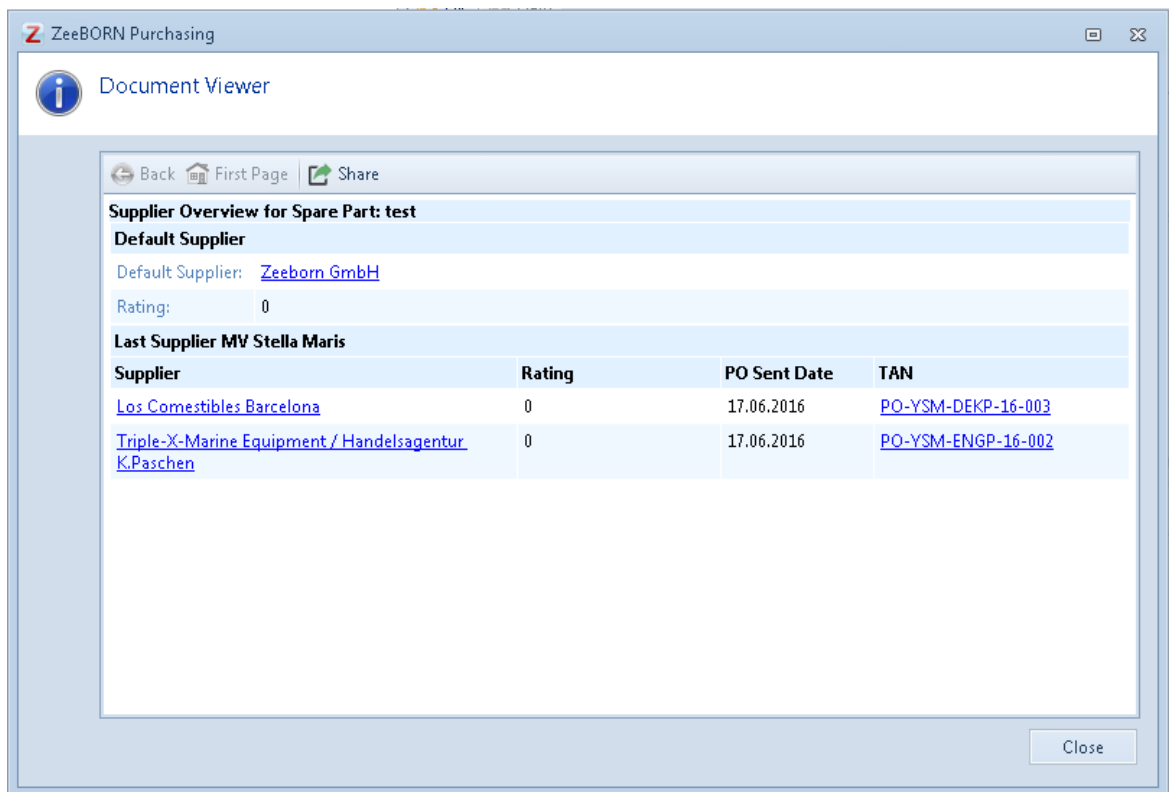 ZeeBORN Purchasing
Document Viewer
Back First Page Share
Supplier Overview for Spare Part: test
Default Supplier
Default Supplier: Zeeborn GmbH
Rating: 0
Last Supplier MV Stella Maris
Supplier Rating PO Sent Date TAN
Los Comestibles Barcelona 0 17.06.2016 PO-YSM-DEKP-16-003
Triple-X-Marine Equipment / Handelsagentur 0 17.06.2016 PO-YSM-ENGP-16-002
K.Paschen
Close